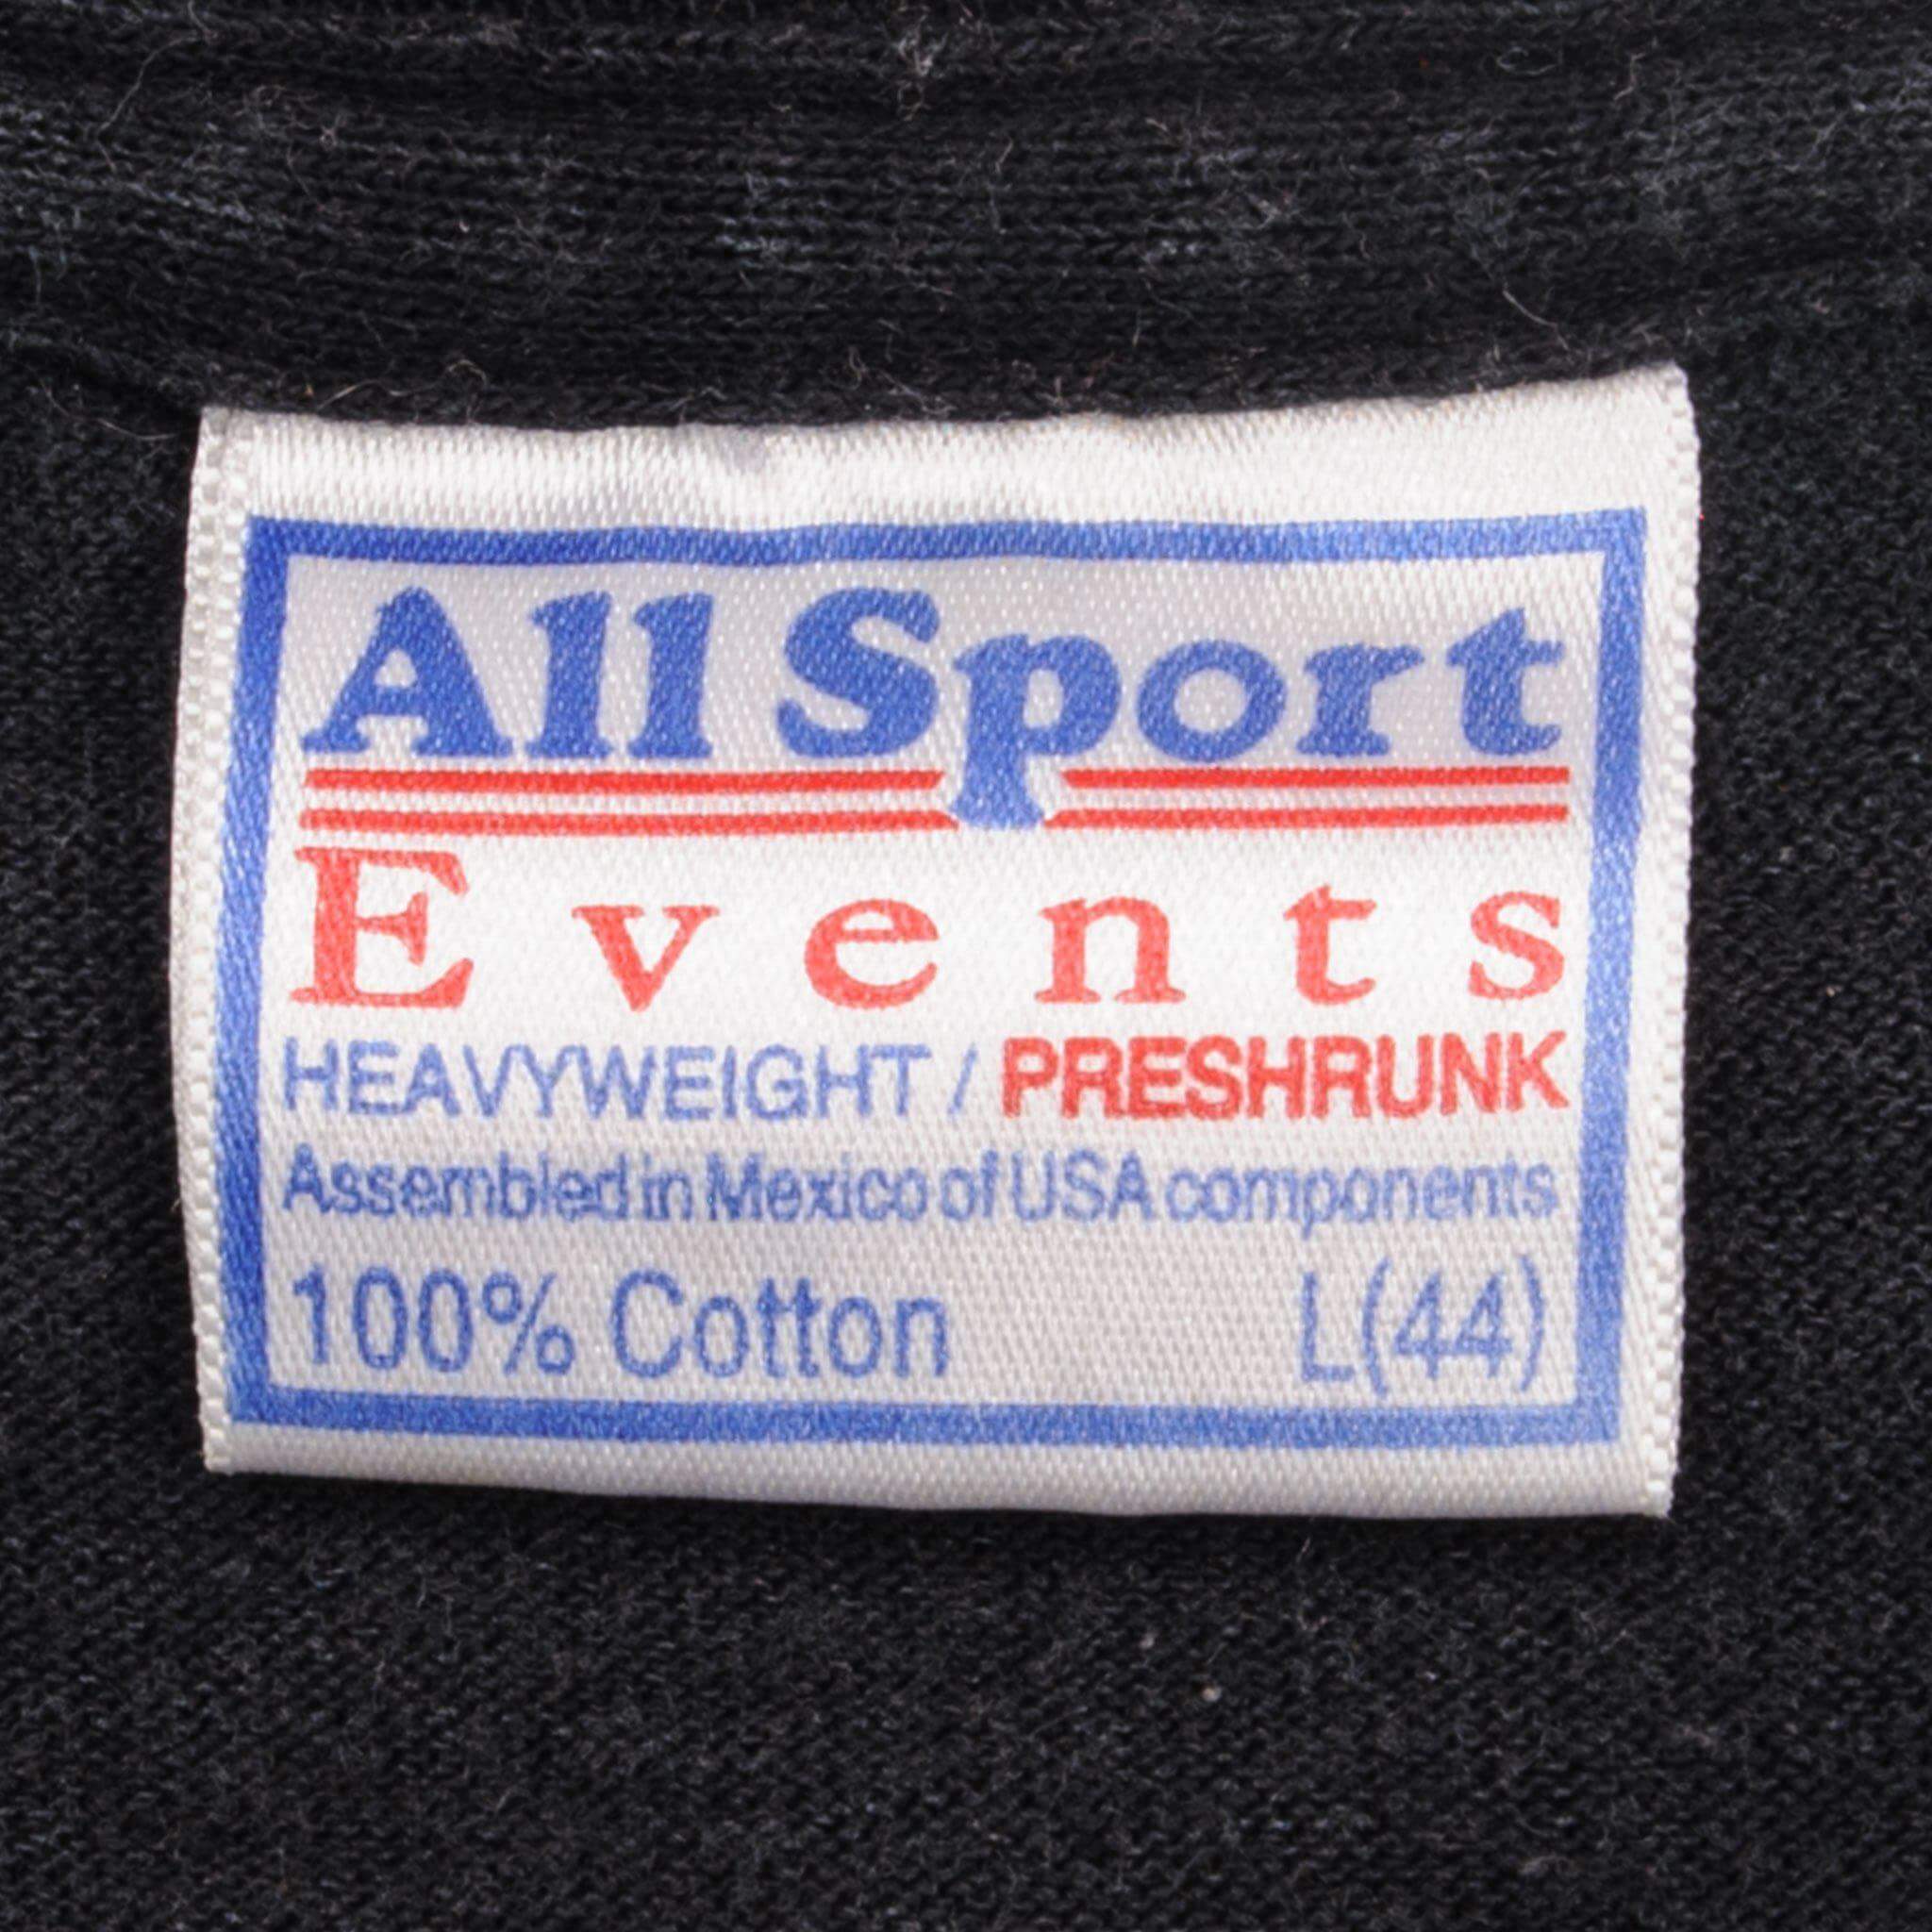 All Sport
Events
HEAVYWEIGHT / PRESHRUNK
Assembled in Mexico of USA components
100% Cotton L(44)